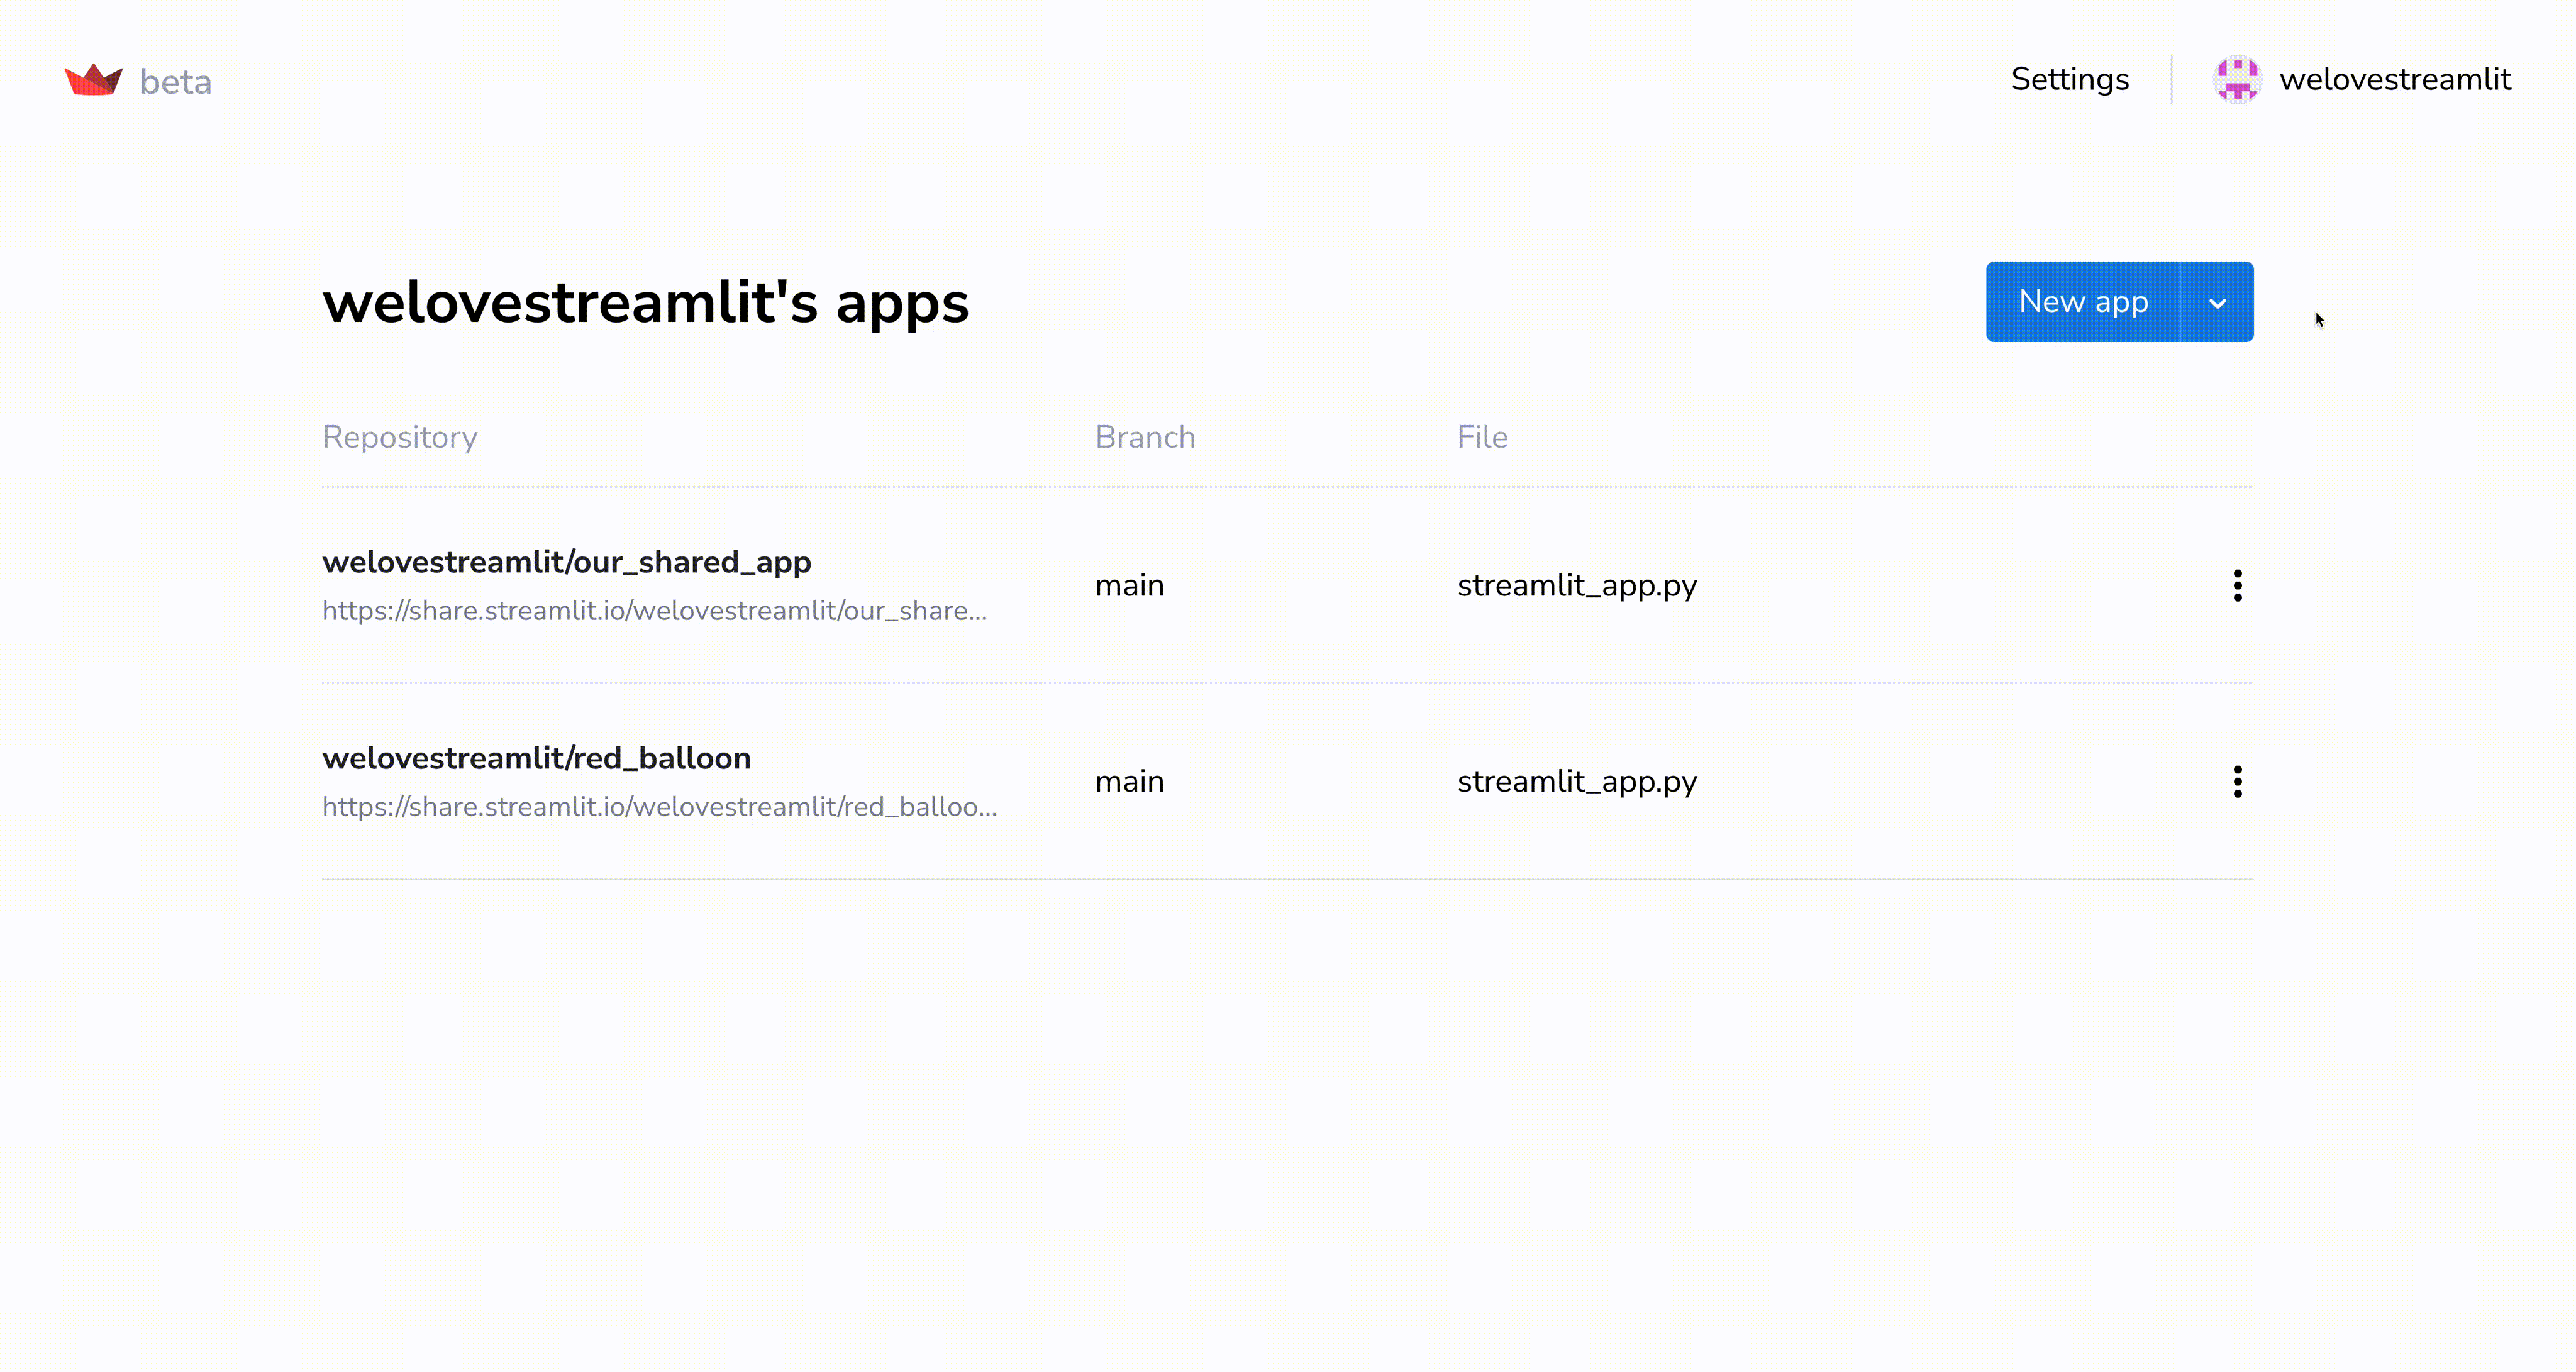 beta
Settings
welovestreamlit
welovestreamlit's apps
New app
Repository
Branch
File
welovestreamlit/our_shared_app
https://share.streamlit.io/welovestreamlit/our_share...
main
streamlit_app.py
welovestreamlit/red_balloon
https://share.streamlit.io/welovestreamlit/red_balloo...
main
streamlit_app.py